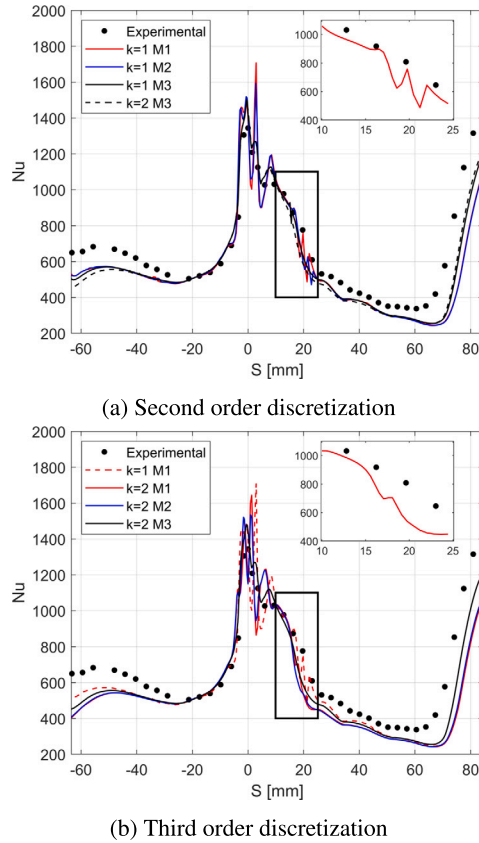 2000
1800
1600
1400
1200
1000
800
600
400
200
Nu
Experimental
k=1 M1
k=1 M2
k=1 M3
k=2 M3
1000
800
600
400
10 15 20 25
-60 -40 -20 0 20 40 60 80
S [mm]
(a) Second order discretization
2000
1800
1600
1400
1200
1000
800
600
400
200
Nu
Experimental
k=1 M1
k=2 M1
k=2 M2
k=2 M3
1000
800
600
400
10 15 20 25
-60 -40 -20 0 20 40 60 80
S [mm]
(b) Third order discretization